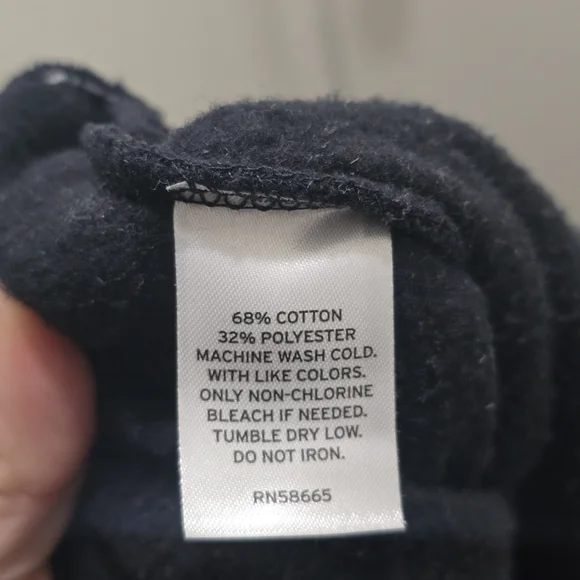 68% COTTON
32% POLYESTER
MACHINE WASH COLD.
WITH LIKE COLORS.
ONLY NON-CHLORINE
BLEACH IF NEEDED.
TUMBLE DRY LOW.
DO NOT IRON.
RN58665